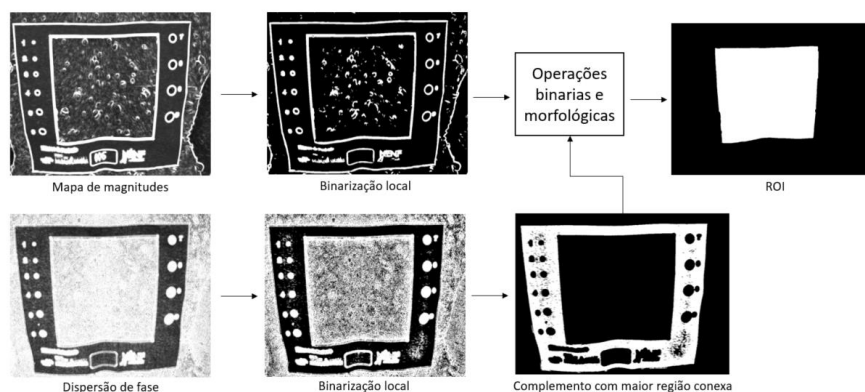 Mapa de magnitudes
Binarização local
Operações
binarias e
morfológicas
ROI
Dispersão de fase
Binarização local
Complemento com maior região conexa